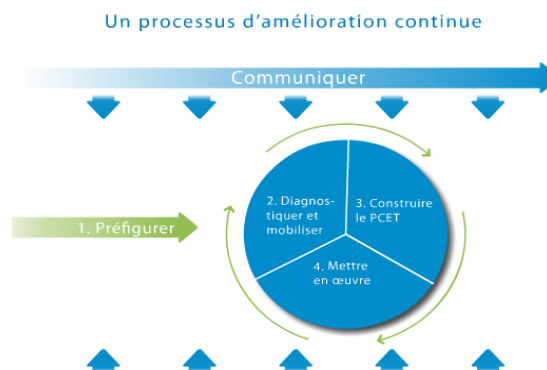 Un processus d'amélioration continue
Communiquer
1. Préfigurer
2. Diagnos-
tiquer et
mobiliser
3. Construire
le PCET
4, Mettre
en œuvre